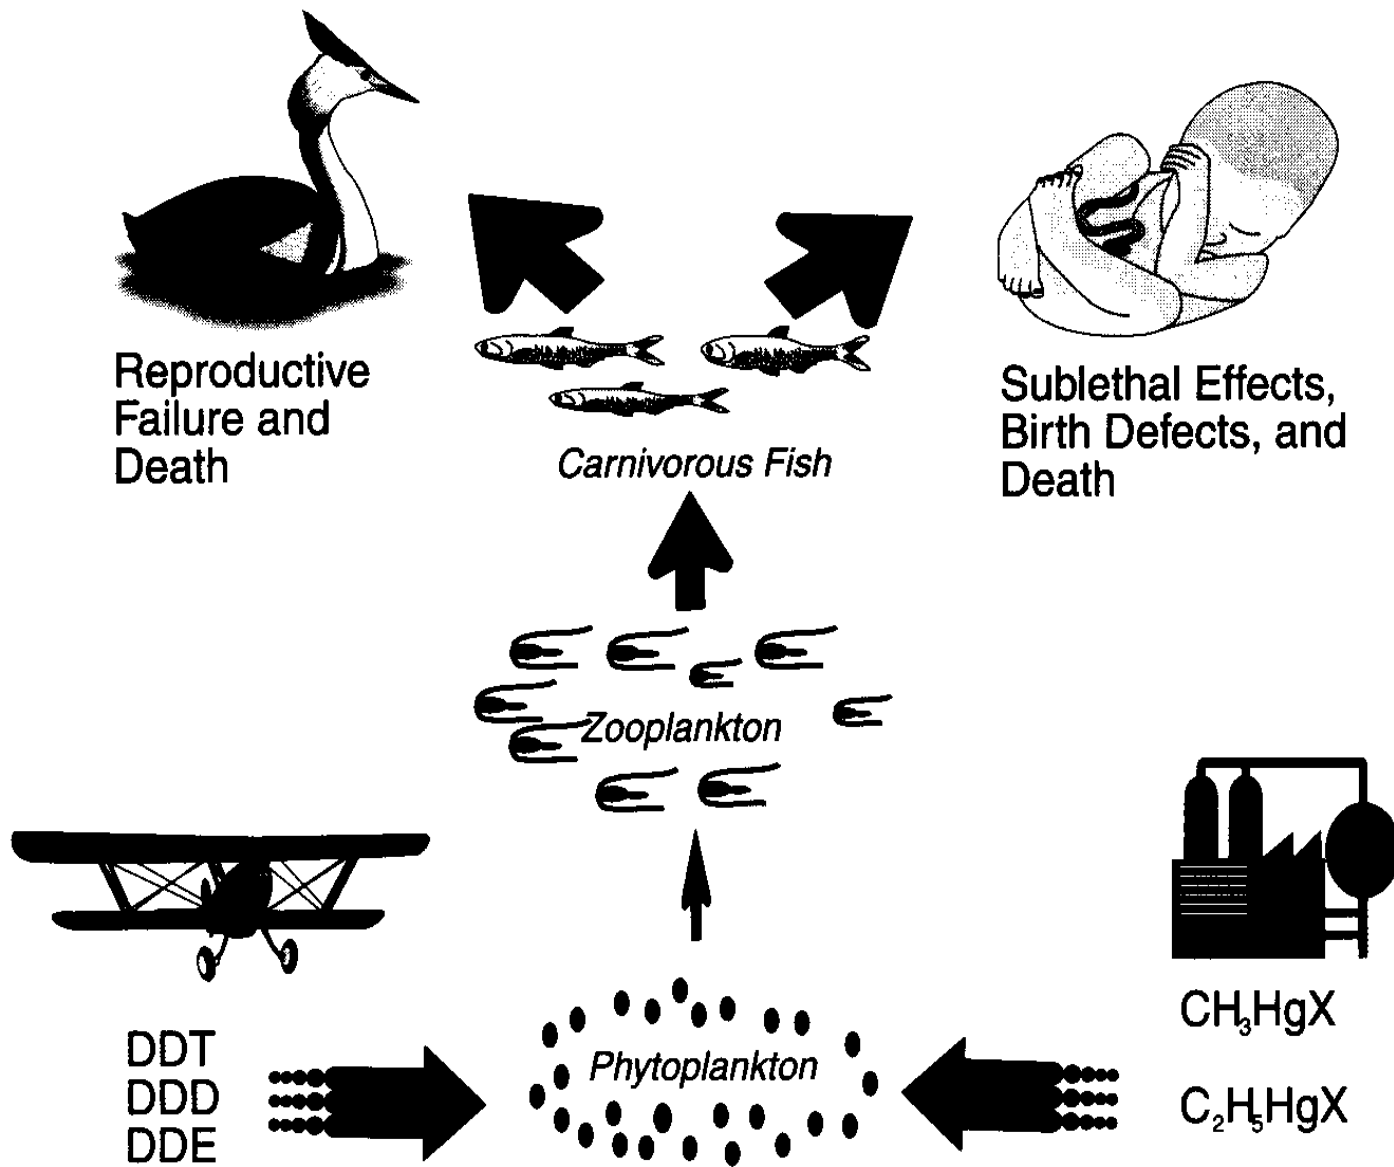 Reproductive
Failure and
Death
Sublethal Effects,
Birth Defects, and
Death
Carnivorous Fish
Zooplankton
CH₃HgX
DDT
DDD
DDE
Phytoplankton
C₂H₅HgX